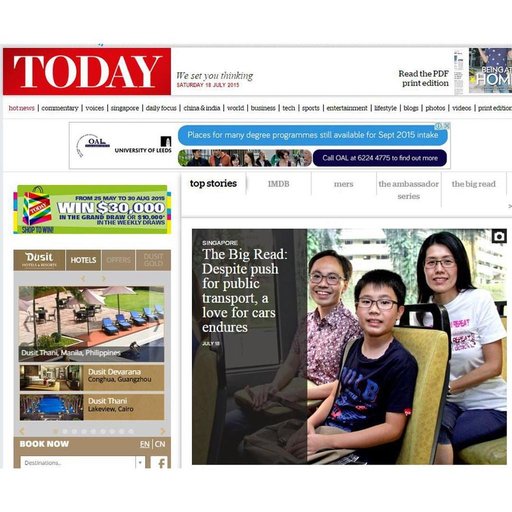 TODAY
We set you thinking
SATURDAY 18 JULY 2015
Read the PDF
print edition
BEING AT
HOM
hot news | commentary | voices | singapore | daily focus | china & india | world | business | tech | sports | entertainment | lifestyle | blogs | photos | videos | print edition
OAL
UNIVERSITY OF LEEDS
Places for many degree programmes still available for Sept 2015 intake
Call OAL at 6224 4775 to find out more
top stories
IMDB
mers
the ambassador
series
the big read
TODAY
SHOP TO WIN!
FROM 25 MAY TO 30 AUG 2015
WIN $30,000
IN THE GRAND DRAW OR $10,000*
IN THE WEEKLY DRAWS
Dusit
HOTELS & RESORTS
HOTELS
OFFERS
DUSIT
GOLD
Dusit Thani, Manila, Philippines
Dusit Devarana
Conghua, Guangzhou
Dusit Thani
Lakeview, Cairo
BOOK NOW
EN | CN
Destinations..
f
SINGAPORE
The Big Read:
Despite push
for public
transport, a
love for cars
endures
JULY 18